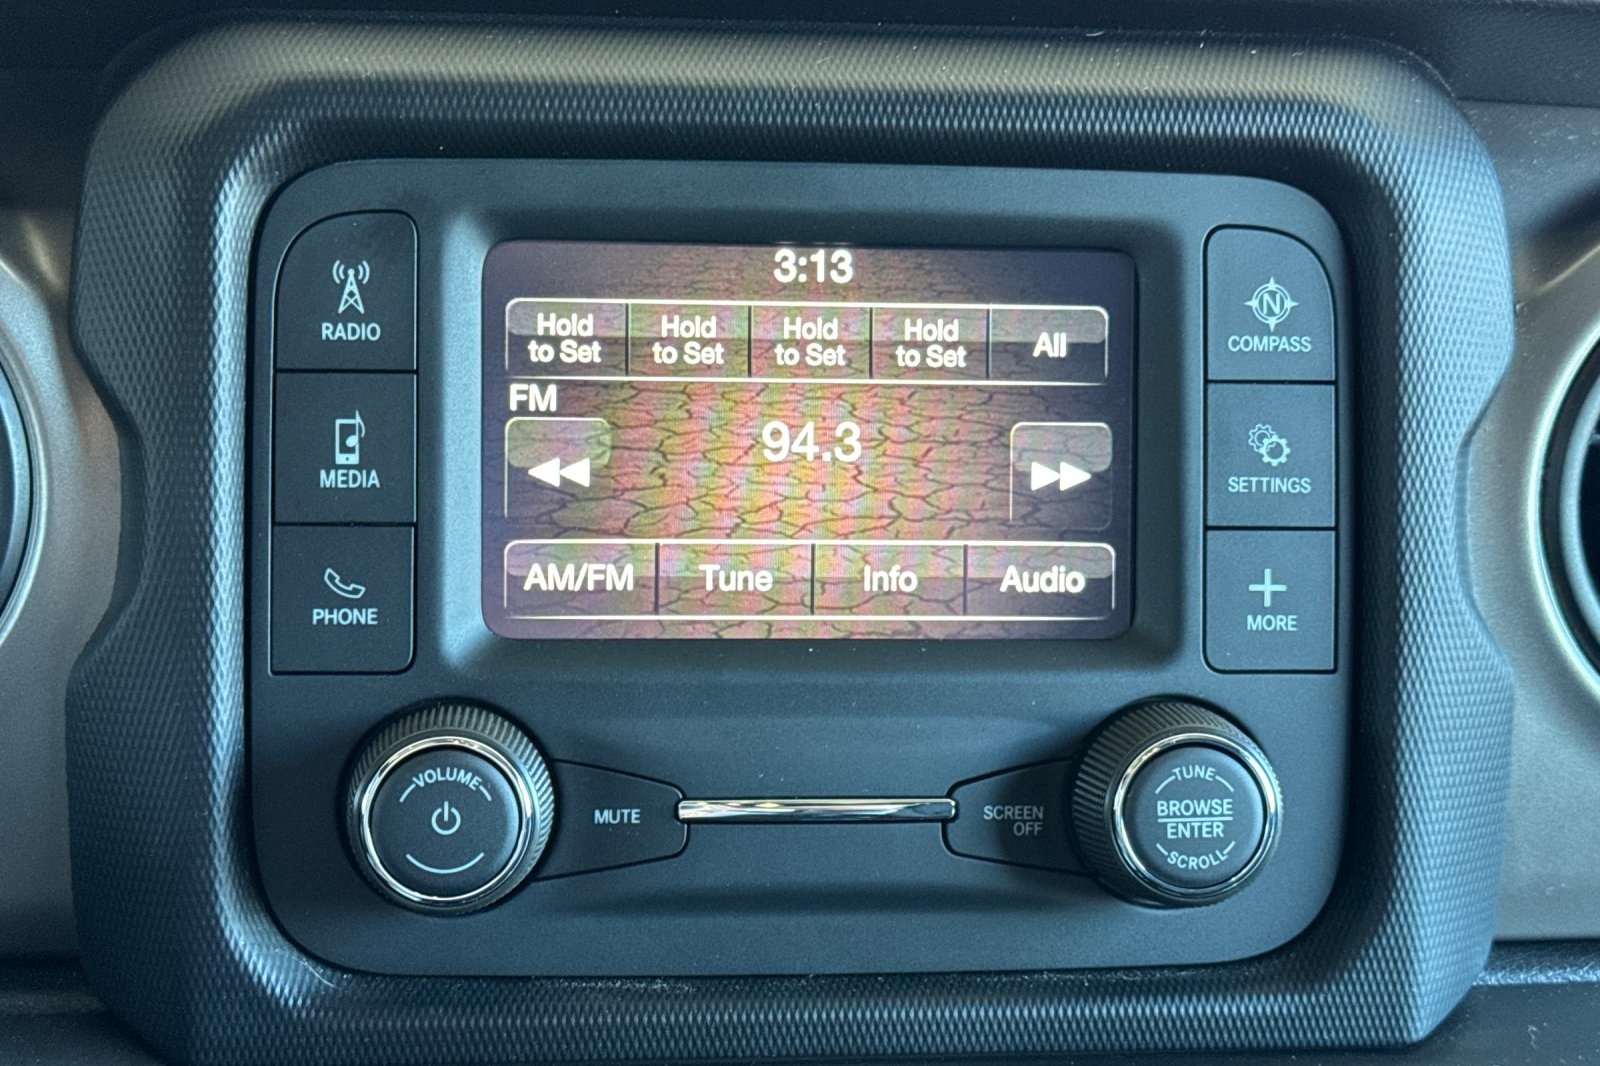 3:13
Hold to Set
Hold to Set
Hold to Set
Hold to Set
All
FM
94.3
AM/FM
Tune
Info
Audio
RADIO
MEDIA
PHONE
N
COMPASS
SETTINGS
MORE
VOLUME
MUTE
SCREEN OFF
TUNE
BROWSE
ENTER
SCROLL